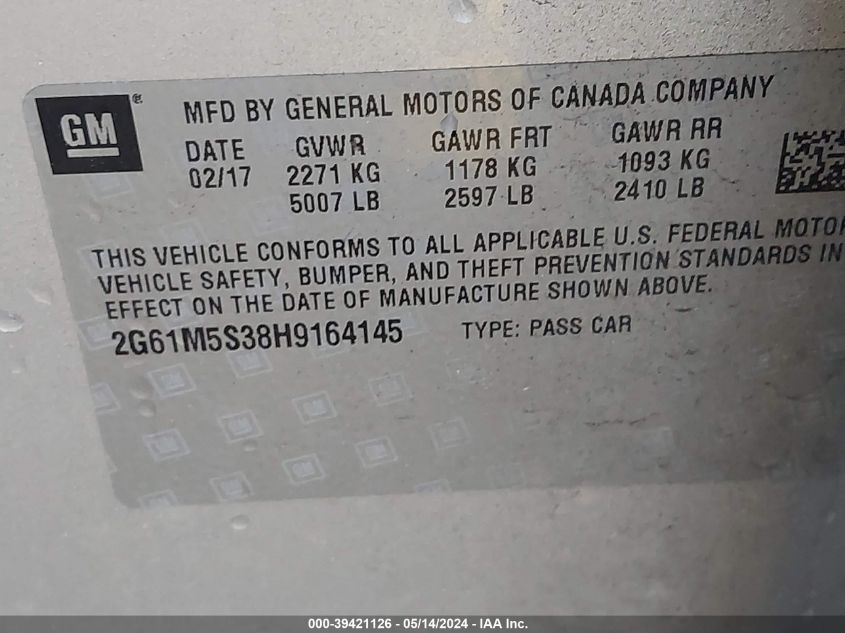 GM ® MFD BY GENERAL MOTORS OF CANADA COMPANY
DATE GVWR GAWR FRT GAWR RR
02/17 2271 KG 1178 KG 1093 KG
5007 LB 2597 LB 2410 LB
THIS VEHICLE CONFORMS TO ALL APPLICABLE U.S. FEDERAL MOTOR
VEHICLE SAFETY, BUMPER, AND THEFT PREVENTION STANDARDS IN
EFFECT ON THE DATE OF MANUFACTURE SHOWN ABOVE.
2G61M5S38H9164145 TYPE: PASS CAR
000-39421126 - 05/14/2024 - IAA Inc.